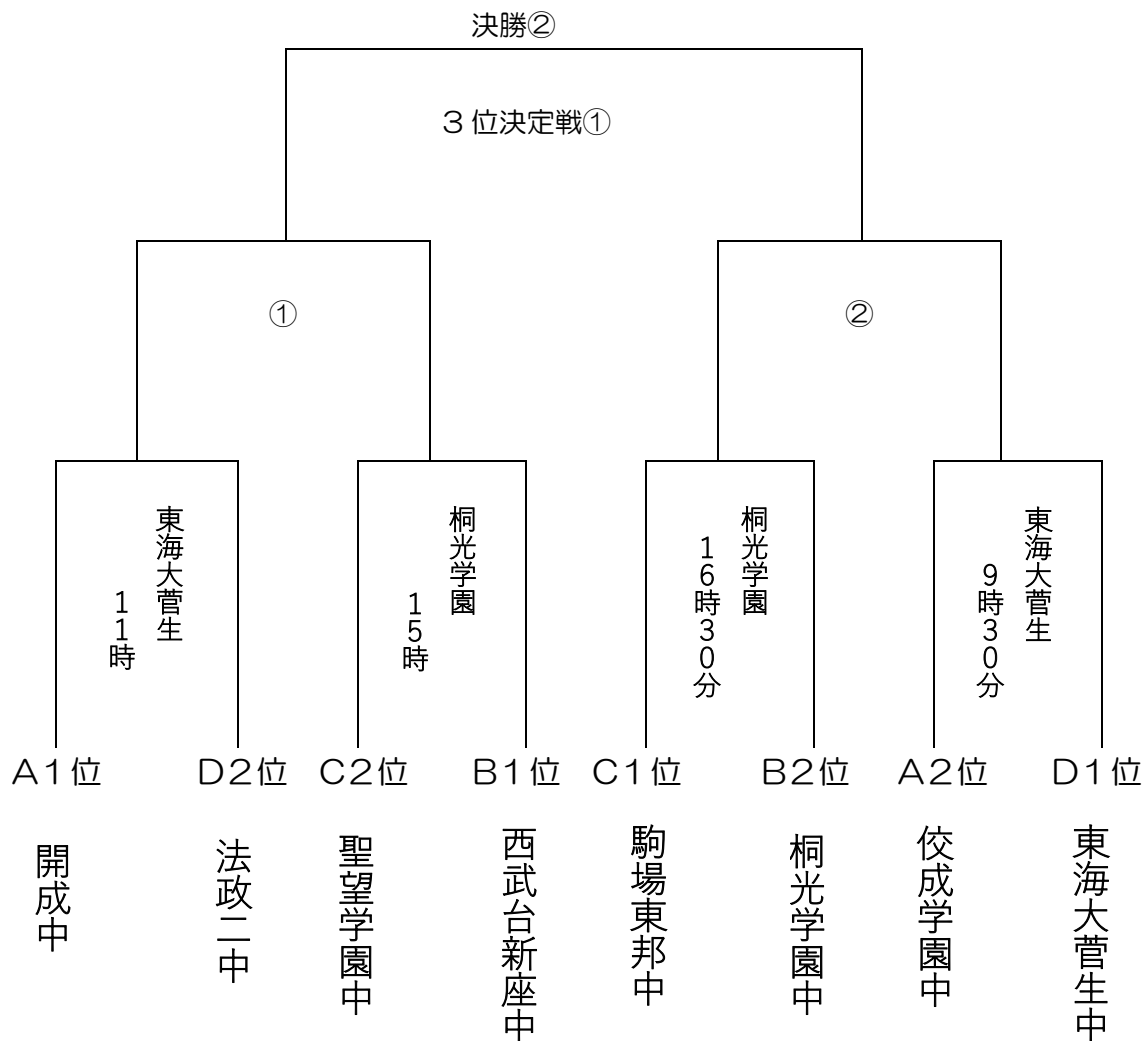 決勝②
3位決定戦①
①
②
東海大菅生
11時
桐光学園
15時
桐光学園
16時30分
東海大菅生
9時30分
A1位
D2位
C2位
B1位
C1位
B2位
A2位
D1位
開成中
法政二中
聖望学園中
西武台新座中
駒場東邦中
桐光学園中
佼成学園中
東海大菅生中